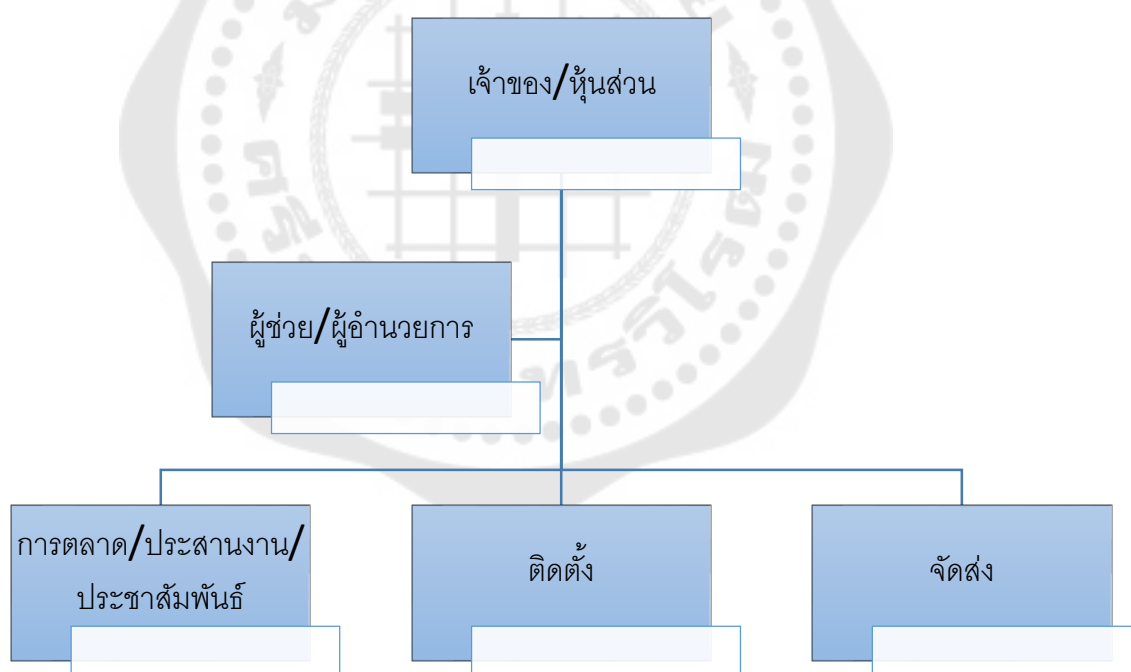 เจ้าของ/หุ้นส่วน
ผู้ช่วย/ผู้อำนวยการ
การตลาด/ประสานงาน/
ประชาสัมพันธ์
ติดตั้ง
จัดส่ง